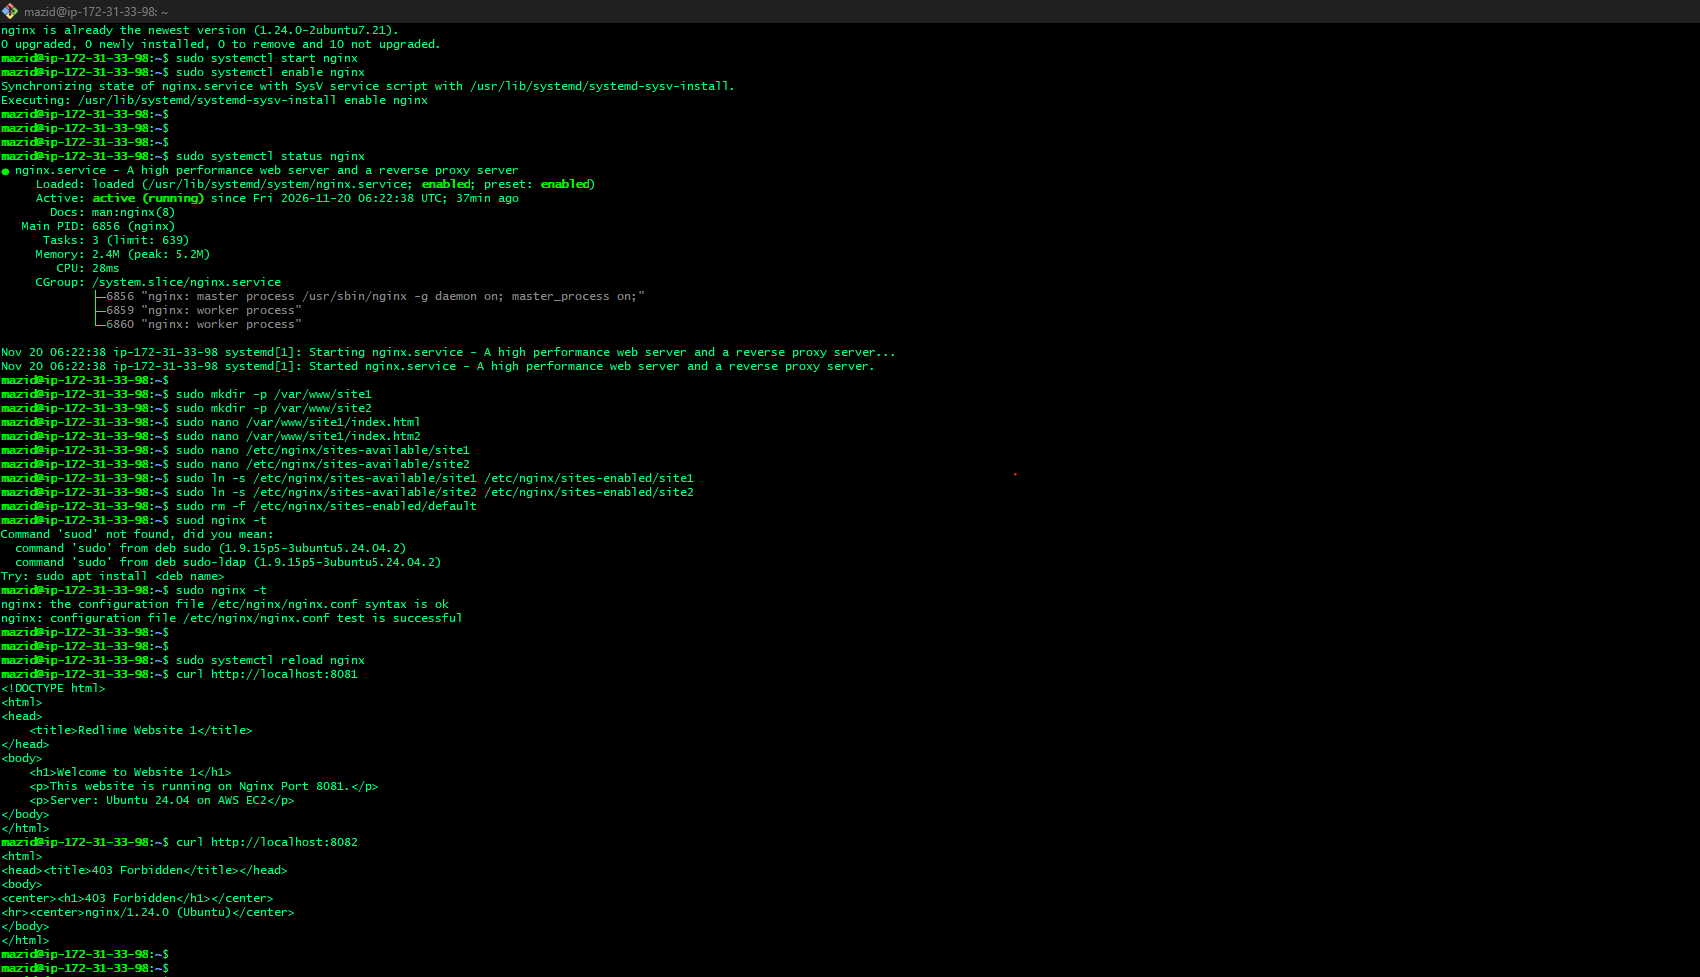 mazid@ip-172-31-33-98: ~
nginx is already the newest version (1.24.0-2ubuntu7.21).
0 upgraded, 0 newly installed, 0 to remove and 10 not upgraded.
mazid@ip-172-31-33-98:~$ sudo systemctl start nginx
mazid@ip-172-31-33-98:~$ sudo systemctl enable nginx
Synchronizing state of nginx.service with SysV service script with /usr/lib/systemd/systemd-sysv-install.
Executing: /usr/lib/systemd/systemd-sysv-install enable nginx
mazid@ip-172-31-33-98:~$
mazid@ip-172-31-33-98:~$
mazid@ip-172-31-33-98:~$
mazid@ip-172-31-33-98:~$ sudo systemctl status nginx
● nginx.service - A high performance web server and a reverse proxy server
     Loaded: loaded (/usr/lib/systemd/system/nginx.service; enabled; preset: enabled)
     Active: active (running) since Fri 2026-11-20 06:22:38 UTC; 37min ago
       Docs: man:nginx(8)
   Main PID: 6856 (nginx)
      Tasks: 3 (limit: 639)
     Memory: 2.4M (peak: 5.2M)
        CPU: 28ms
     CGroup: /system.slice/nginx.service
             ├─6856 "nginx: master process /usr/sbin/nginx -g daemon on; master_process on;"
             ├─6859 "nginx: worker process"
             └─6860 "nginx: worker process"
Nov 20 06:22:38 ip-172-31-33-98 systemd[1]: Starting nginx.service - A high performance web server and a reverse proxy server...
Nov 20 06:22:38 ip-172-31-33-98 systemd[1]: Started nginx.service - A high performance web server and a reverse proxy server.
mazid@ip-172-31-33-98:~$
mazid@ip-172-31-33-98:~$ sudo mkdir -p /var/www/site1
mazid@ip-172-31-33-98:~$ sudo mkdir -p /var/www/site2
mazid@ip-172-31-33-98:~$ sudo nano /var/www/site1/index.html
mazid@ip-172-31-33-98:~$ sudo nano /var/www/site1/index.htm2
mazid@ip-172-31-33-98:~$ sudo nano /etc/nginx/sites-available/site1
mazid@ip-172-31-33-98:~$ sudo nano /etc/nginx/sites-available/site2
mazid@ip-172-31-33-98:~$ sudo ln -s /etc/nginx/sites-available/site1 /etc/nginx/sites-enabled/site1
mazid@ip-172-31-33-98:~$ sudo ln -s /etc/nginx/sites-available/site2 /etc/nginx/sites-enabled/site2
mazid@ip-172-31-33-98:~$ sudo rm -f /etc/nginx/sites-enabled/default
mazid@ip-172-31-33-98:~$ suod nginx -t
Command 'suod' not found, did you mean:
  command 'sudo' from deb sudo (1.9.15p5-3ubuntu5.24.04.2)
  command 'sudo' from deb sudo-ldap (1.9.15p5-3ubuntu5.24.04.2)
Try: sudo apt install <deb name>
mazid@ip-172-31-33-98:~$ sudo nginx -t
nginx: the configuration file /etc/nginx/nginx.conf syntax is ok
nginx: configuration file /etc/nginx/nginx.conf test is successful
mazid@ip-172-31-33-98:~$
mazid@ip-172-31-33-98:~$
mazid@ip-172-31-33-98:~$ sudo systemctl reload nginx
mazid@ip-172-31-33-98:~$ curl http://localhost:8081
<!DOCTYPE html>
<html>
<head>
    <title>Redlime Website 1</title>
</head>
<body>
    <h1>Welcome to Website 1</h1>
    <p>This website is running on Nginx Port 8081.</p>
    <p>Server: Ubuntu 24.04 on AWS EC2</p>
</body>
</html>
mazid@ip-172-31-33-98:~$ curl http://localhost:8082
<html>
<head><title>403 Forbidden</title></head>
<body>
<center><h1>403 Forbidden</h1></center>
<hr><center>nginx/1.24.0 (Ubuntu)</center>
</body>
</html>
mazid@ip-172-31-33-98:~$
mazid@ip-172-31-33-98:~$